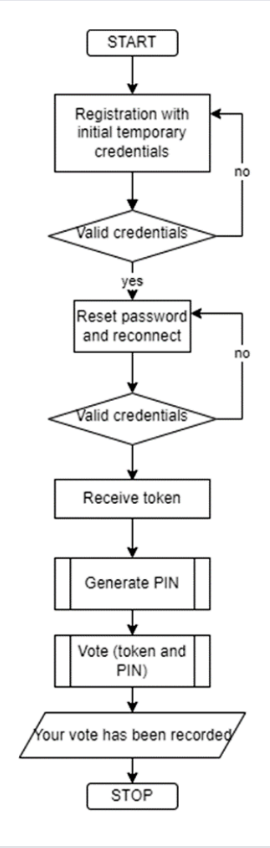 START
Registration with
initial temporary
credentials
no
Valid credentials
yes
Reset password
and reconnect
no
Valid credentials
Receive token
Generate PIN
Vote (token and
PIN)
Your vote has been recorded
STOP